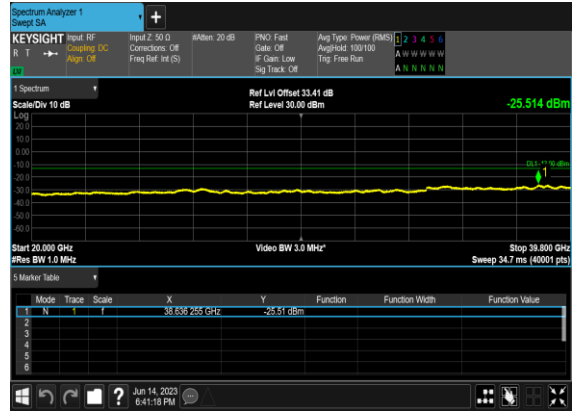 Spectrum Analyzer 1
Swept SA
+
KEYSIGHT Input: RF Input Z: 50 Ω #Atten: 20 dB PNO: Fast Avg Type: Power (RMS) 1 2 3 4 5 6
R T Coupling: DC Corrections: Off Gate: Off Avg|Hold: 100/100 A W W W W W
Align: Off Freq Ref: Int (S) IF Gain: Low Trig: Free Run
Sig Track: Off A N N N N N
1 Spectrum
Ref Lvl Offset 33.41 dB
Scale/Div 10 dB Ref Level 30.00 dBm -25.514 dBm
Log
20.0
10.0
0.00
-10.0
1
-20.0
-30.0
-40.0
-50.0
-60.0
Start 20.000 GHz Video BW 3.0 MHz* Stop 39.800 GHz
#Res BW 1.0 MHz Sweep 34.7 ms (40001 pts)
5 Marker Table
Mode Trace Scale X Y Function Function Width Function Value
1 N 1 f 38.636 255 GHz -25.51 dBm
2
3
4
5
6
? Jun 14, 2023
6:41:18 PM